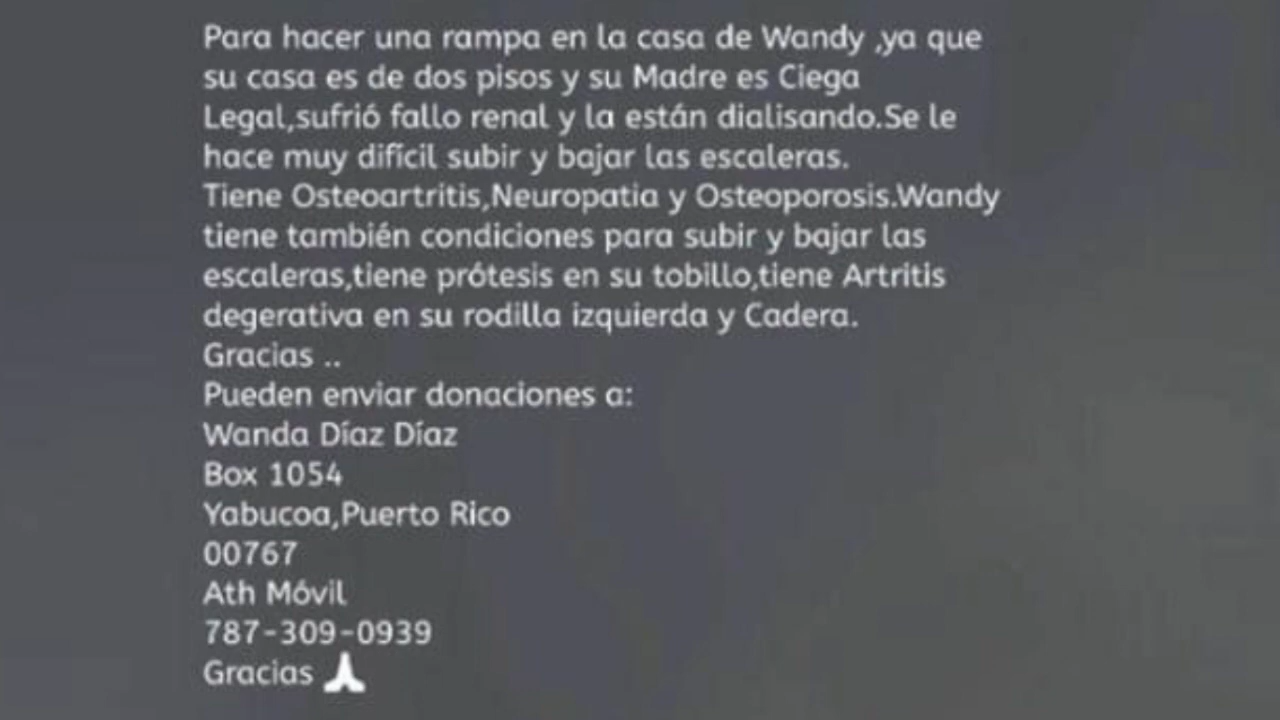 Para hacer una rampa en la casa de Wandy ,ya que
su casa es de dos pisos y su Madre es Ciega
Legal,sufrió fallo renal y la están dialisando.Se le
hace muy difícil subir y bajar las escaleras.
Tiene Osteoartritis,Neuropatia y Osteoporosis.Wandy
tiene también condiciones para subir y bajar las
escaleras,tiene prótesis en su tobillo,tiene Artritis
degerativa en su rodilla izquierda y Cadera.
Gracias ..
Pueden enviar donaciones a:
Wanda Díaz Díaz
Box 1054
Yabucoa,Puerto Rico
00767
Ath Móvil
787-309-0939
Gracias 🙏